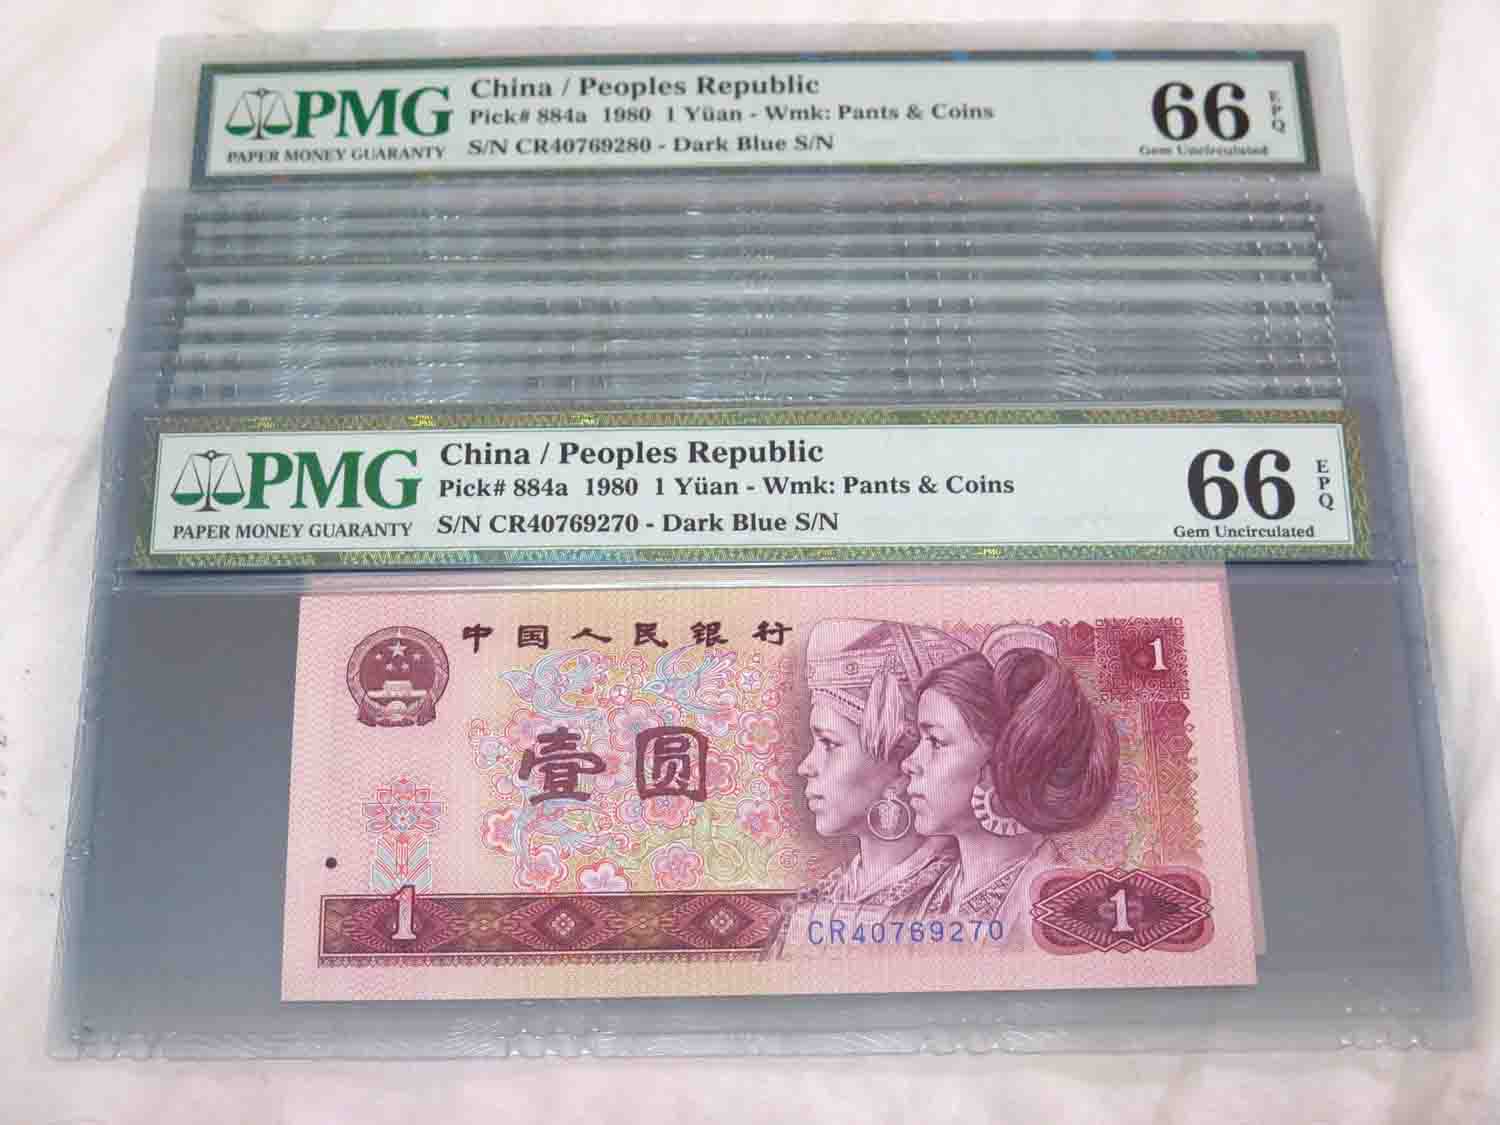 PMG
PAPER MONEY GUARANTY
China / Peoples Republic
Pick# 884a 1980 1 Yüan - Wmk: Pants & Coins
S/N CR40769280 - Dark Blue S/N
66
EPQ
Gem Uncirculated
PMG
PAPER MONEY GUARANTY
China / Peoples Republic
Pick# 884a 1980 1 Yüan - Wmk: Pants & Coins
S/N CR40769270 - Dark Blue S/N
66
EPQ
Gem Uncirculated
中国人民银行
1
壹圆
1
CR40769270
1